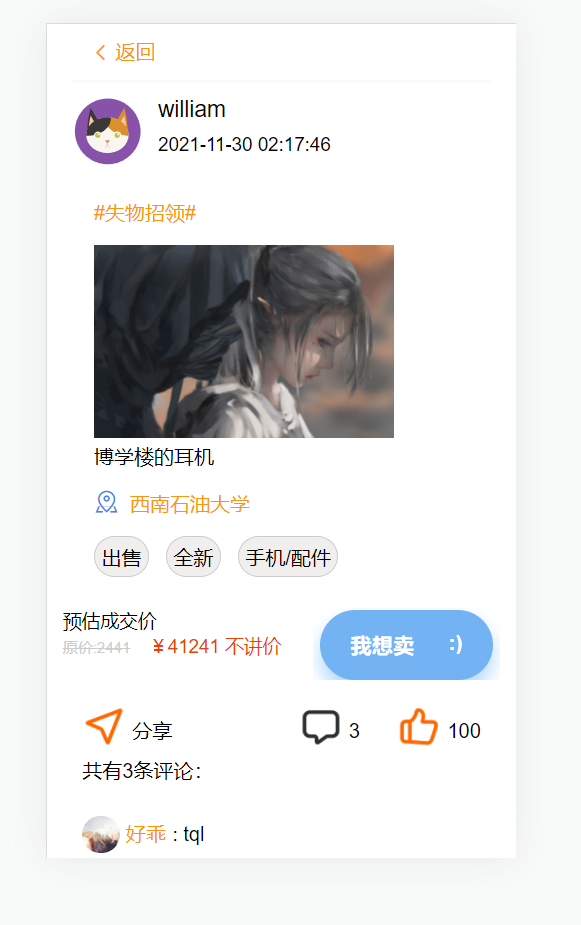 返回
william
2021-11-30 02:17:46
#失物招领#
博学楼的耳机
西南石油大学
出售 全新 手机/配件
预估成交价
原价:2441 ￥41241 不讲价
我想卖 :)
分享 3 100
共有3条评论：
好乖 : tql